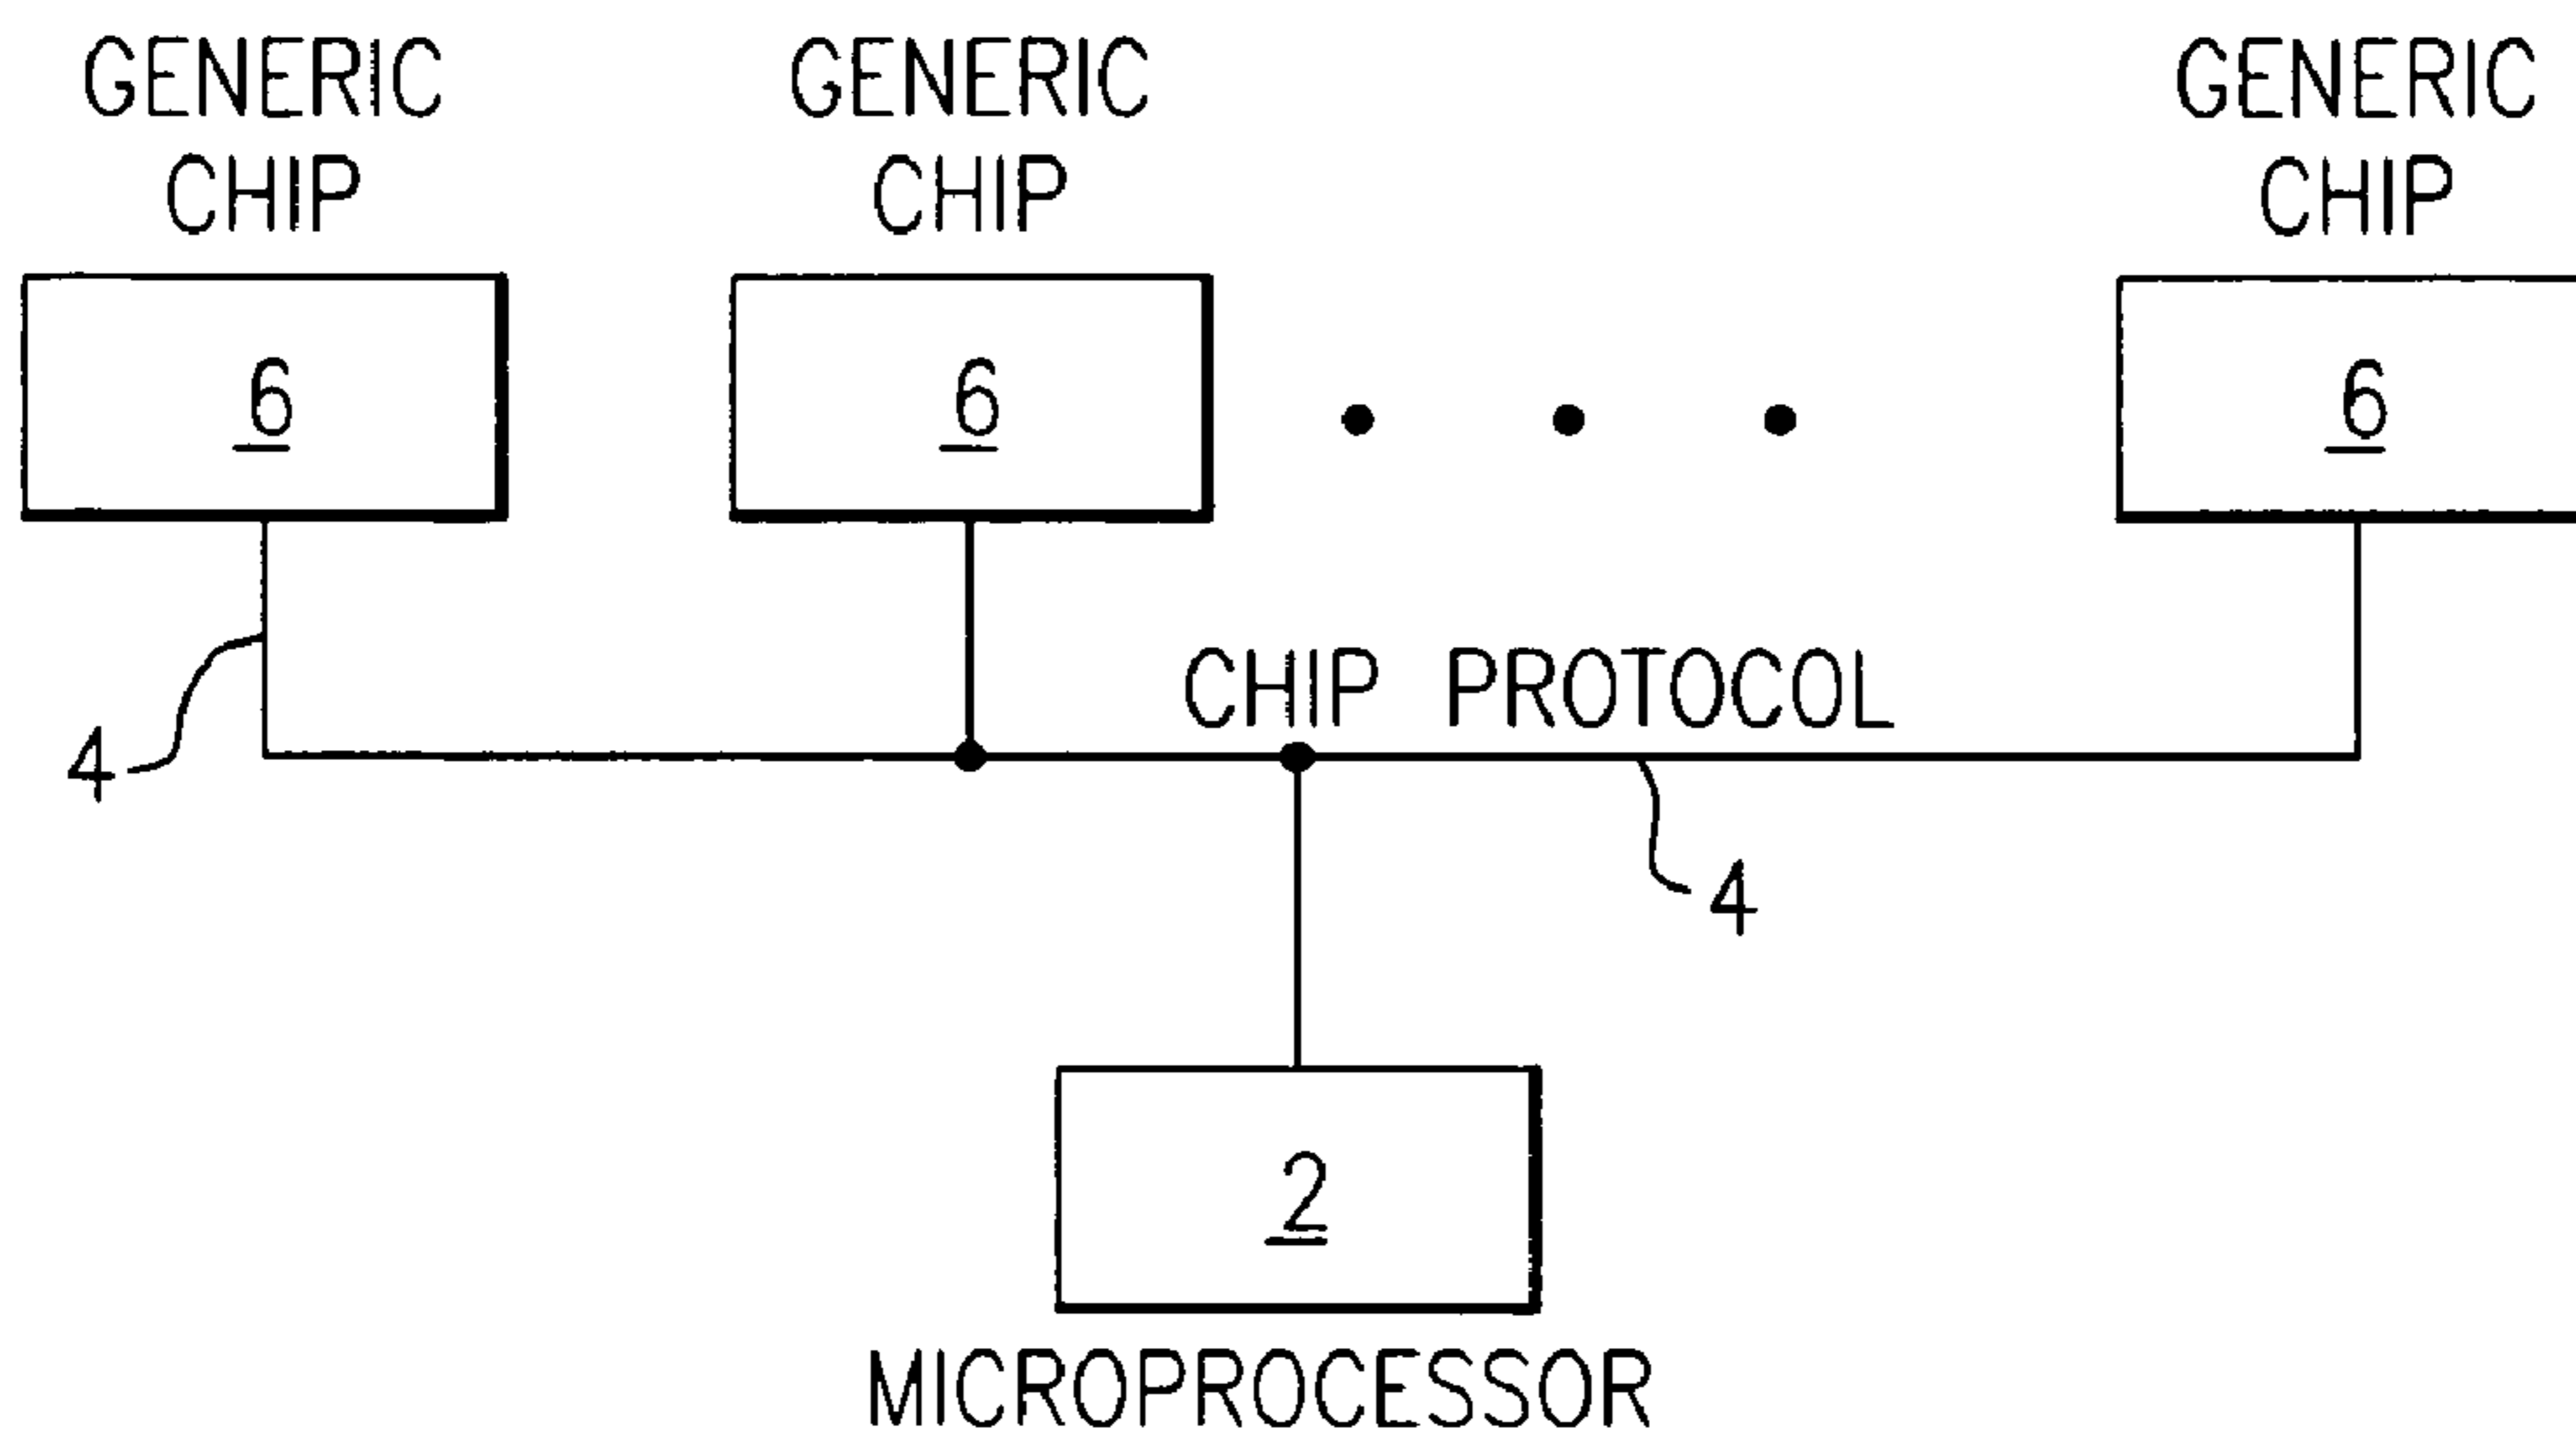 GENERIC
CHIP
GENERIC
CHIP
GENERIC
CHIP
6
6
6
CHIP PROTOCOL
4
4
2
MICROPROCESSOR